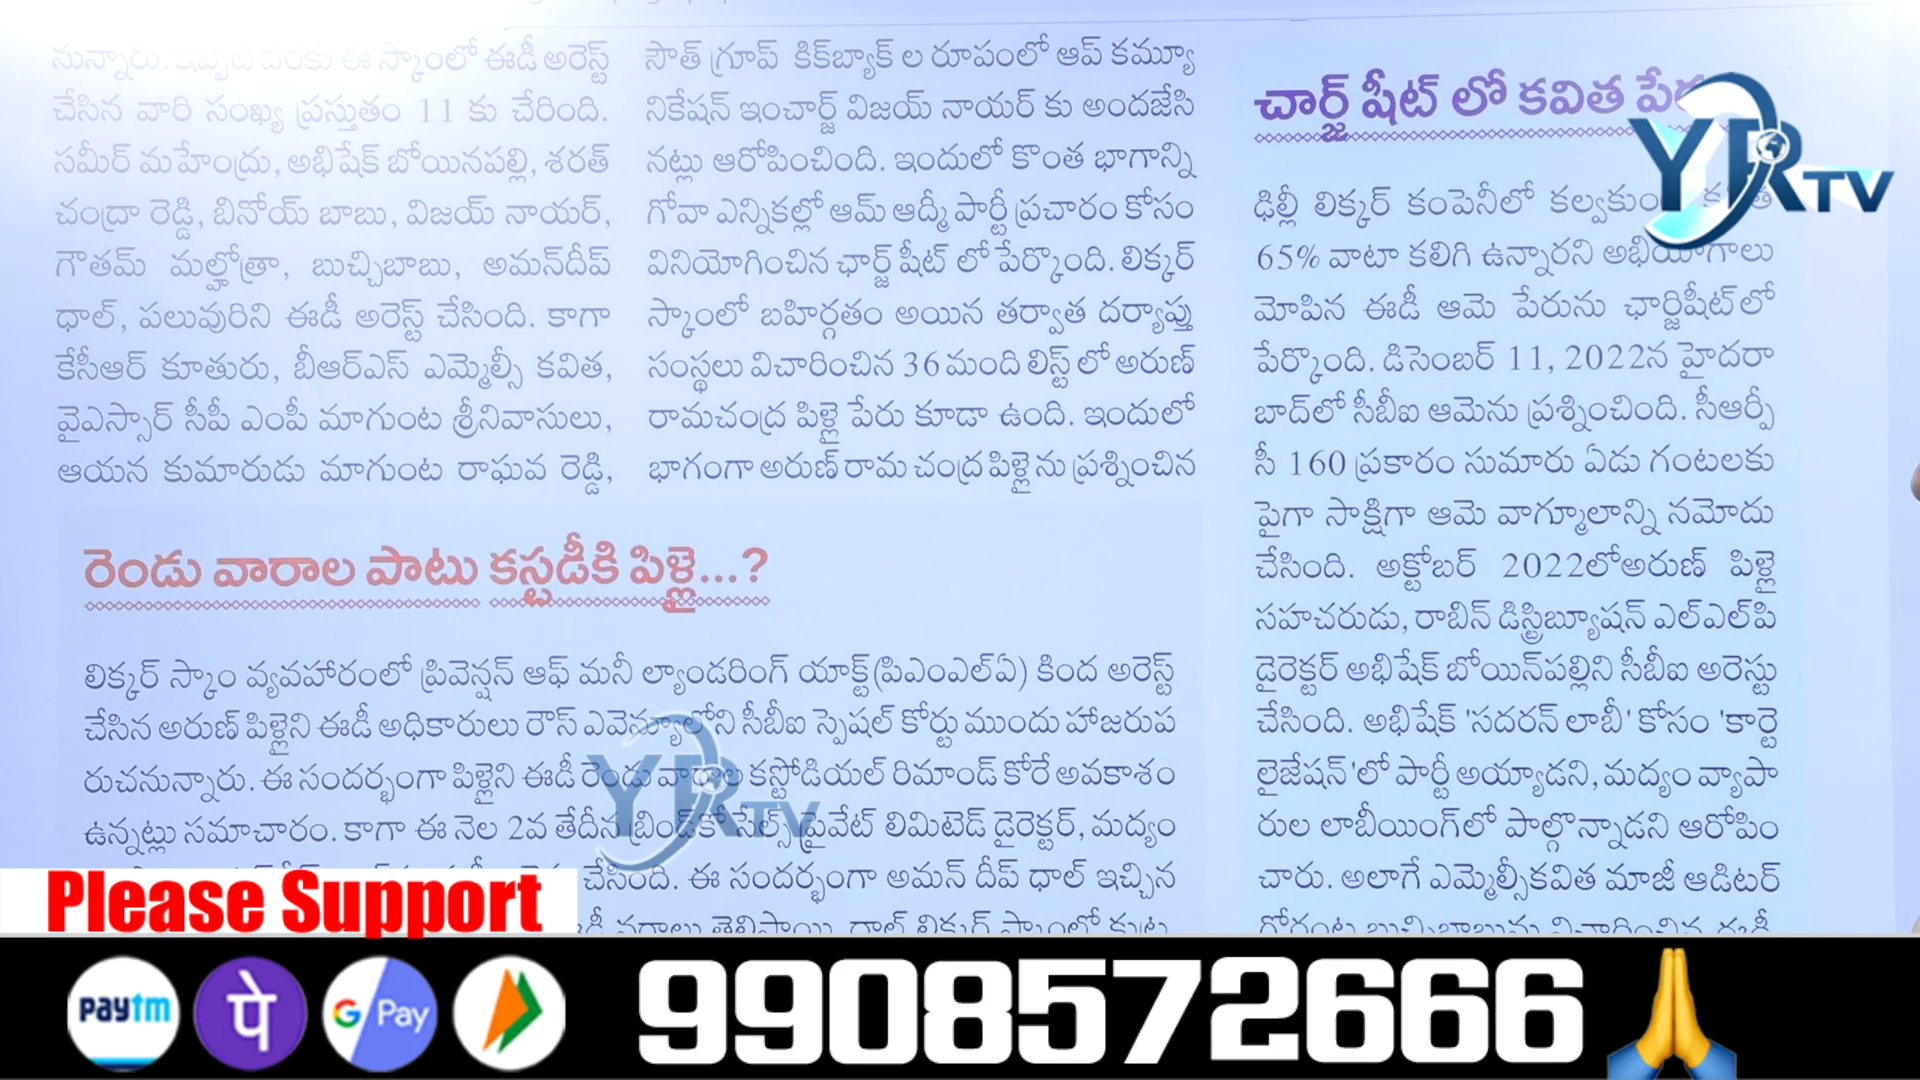 నున్నారు. ఇప్పటి వరకు ఈ స్కాంలో ఈడీ అరెస్ట్
చేసిన వారి సంఖ్య ప్రస్తుతం 11 కు చేరింది.
సమీర్ మహేంద్రు, అభిషేక్ బోయినపల్లి, శరత్
చంద్రా రెడ్డి, బినోయ్ బాబు, విజయ్ నాయర్,
గౌతమ్ మల్హోత్రా, బుచ్చిబాబు, అమన్‌దీప్
ధాల్, పలువురిని ఈడీ అరెస్ట్ చేసింది. కాగా
కేసీఆర్ కూతురు, బీఆర్ఎస్ ఎమ్మెల్సీ కవిత,
వైఎస్సార్ సీపీ ఎంపీ మాగుంట శ్రీనివాసులు,
ఆయన కుమారుడు మాగుంట రాఘవ రెడ్డి,
సౌత్ గ్రూప్ కిక్‌బ్యాక్ ల రూపంలో ఆప్ కమ్యూ
నికేషన్ ఇంచార్జ్ విజయ్ నాయర్ కు అందజేసి
నట్లు ఆరోపించింది. ఇందులో కొంత భాగాన్ని
గోవా ఎన్నికల్లో ఆమ్ ఆద్మీ పార్టీ ప్రచారం కోసం
వినియోగించిన ఛార్జ్ షీట్ లో పేర్కొంది. లిక్కర్
స్కాంలో బహిర్గతం అయిన తర్వాత దర్యాప్తు
సంస్థలు విచారించిన 36 మంది లిస్ట్ లో అరుణ్
రామచంద్ర పిళ్లై పేరు కూడా ఉంది. ఇందులో
భాగంగా అరుణ్ రామ చంద్ర పిళ్లైను ప్రశ్నించిన
రెండు వారాల పాటు కస్టడీకి పిళ్లై...?
లిక్కర్ స్కాం వ్యవహారంలో ప్రివెన్షన్ ఆఫ్ మనీ ల్యాండరింగ్ యాక్ట్(పిఎంఎల్ఏ) కింద అరెస్ట్
చేసిన అరుణ్ పిళ్లైని ఈడీ అధికారులు రౌస్ ఎవెన్యూలోని సీబీఐ స్పెషల్ కోర్టు ముందు హాజరుప
రుచనున్నారు. ఈ సందర్భంగా పిళ్లైని ఈడీ రెండు వారాల కస్టోడియల్ రిమాండ్ కోరే అవకాశం
ఉన్నట్లు సమాచారం. కాగా ఈ నెల 2వ తేదీన బ్రిండ్‌కో సేల్స్ ప్రైవేట్ లిమిటెడ్ డైరెక్టర్, మద్యం
చేసింది. ఈ సందర్భంగా అమన్ దీప్ ధాల్ ఇచ్చిన
చార్జ్ షీట్ లో కవిత
ఢిల్లీ లిక్కర్ కంపెనీలో
65% వాటా కలిగి ఉన్నారని అభియోగాలు
మోపిన ఈడీ ఆమె పేరును ఛార్జిషీట్‌లో
పేర్కొంది. డిసెంబర్ 11, 2022న హైదరా
బాద్‌లో సీబీఐ ఆమెను ప్రశ్నించింది. సీఆర్పీ
సీ 160 ప్రకారం సుమారు ఏడు గంటలకు
పైగా సాక్షిగా ఆమె వాగ్మూలాన్ని నమోదు
చేసింది. అక్టోబర్ 2022లోఅరుణ్ పిళ్లై
సహచరుడు, రాబిన్ డిస్ట్రిబ్యూషన్ ఎల్ఎల్‌పి
డైరెక్టర్ అభిషేక్ బోయిన్‌పల్లిని సీబీఐ అరెస్టు
చేసింది. అభిషేక్ 'సదరన్ లాబీ' కోసం 'కార్టె
లైజేషన్'లో పార్టీ అయ్యాడని, మద్యం వ్యాపా
రుల లాబీయింగ్‌లో పాల్గొన్నాడని ఆరోపిం
చారు. అలాగే ఎమ్మెల్సీకవిత మాజీ ఆడిటర్
YR TV
YR TV
Please Support
paytm
पे
G Pay
9908572666